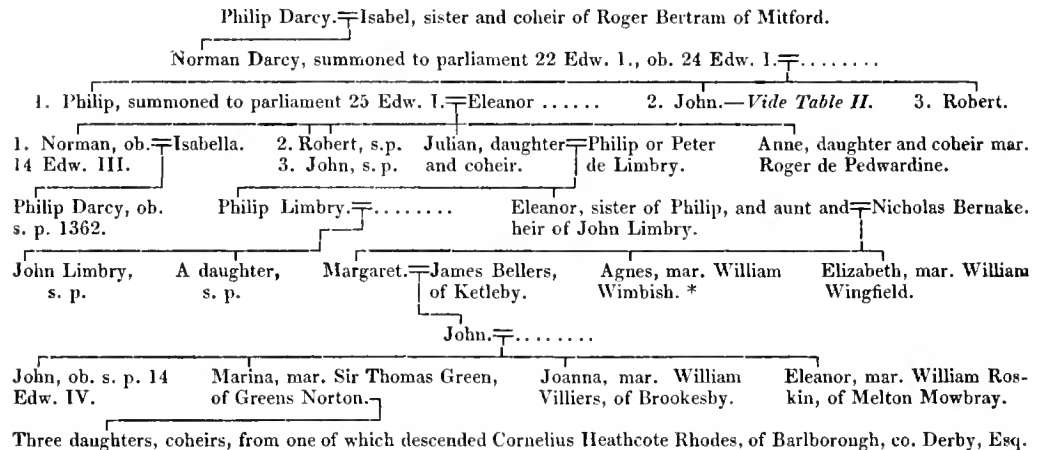 Philip Darcy.=Isabel, sister and coheir of Roger Bertram of Mitford.
Norman Darcy, summoned to parliament 22 Edw. I., ob. 24 Edw. I.=........
1. Philip, summoned to parliament 25 Edw. I.=Eleanor ...... 2. John.—Vide Table II. 3. Robert.
1. Norman, ob.=Isabella. 2. Robert, s.p. Julian, daughter=Philip or Peter Anne, daughter and coheir mar.
14 Edw. III. 3. John, s. p. and coheir. de Limbry. Roger de Pedwardine.
Philip Darcy, ob. Philip Limbry.=........ Eleanor, sister of Philip, and aunt and=Nicholas Bernake.
s. p. 1362. heir of John Limbry.
John Limbry, A daughter, Margaret.=James Bellers, Agnes, mar. William Elizabeth, mar. William
s. p. s. p. of Ketleby. Wimbish. * Wingfield.
John.=........
John, ob. s. p. 14 Marina, mar. Sir Thomas Green, Joanna, mar. William Eleanor, mar. William Ros-
Edw. IV. of Greens Norton. Villiers, of Brookesby. kin, of Melton Mowbray.
Three daughters, coheirs, from one of which descended Cornelius Heathcote Rhodes, of Barlborough, co. Derby, Esq.